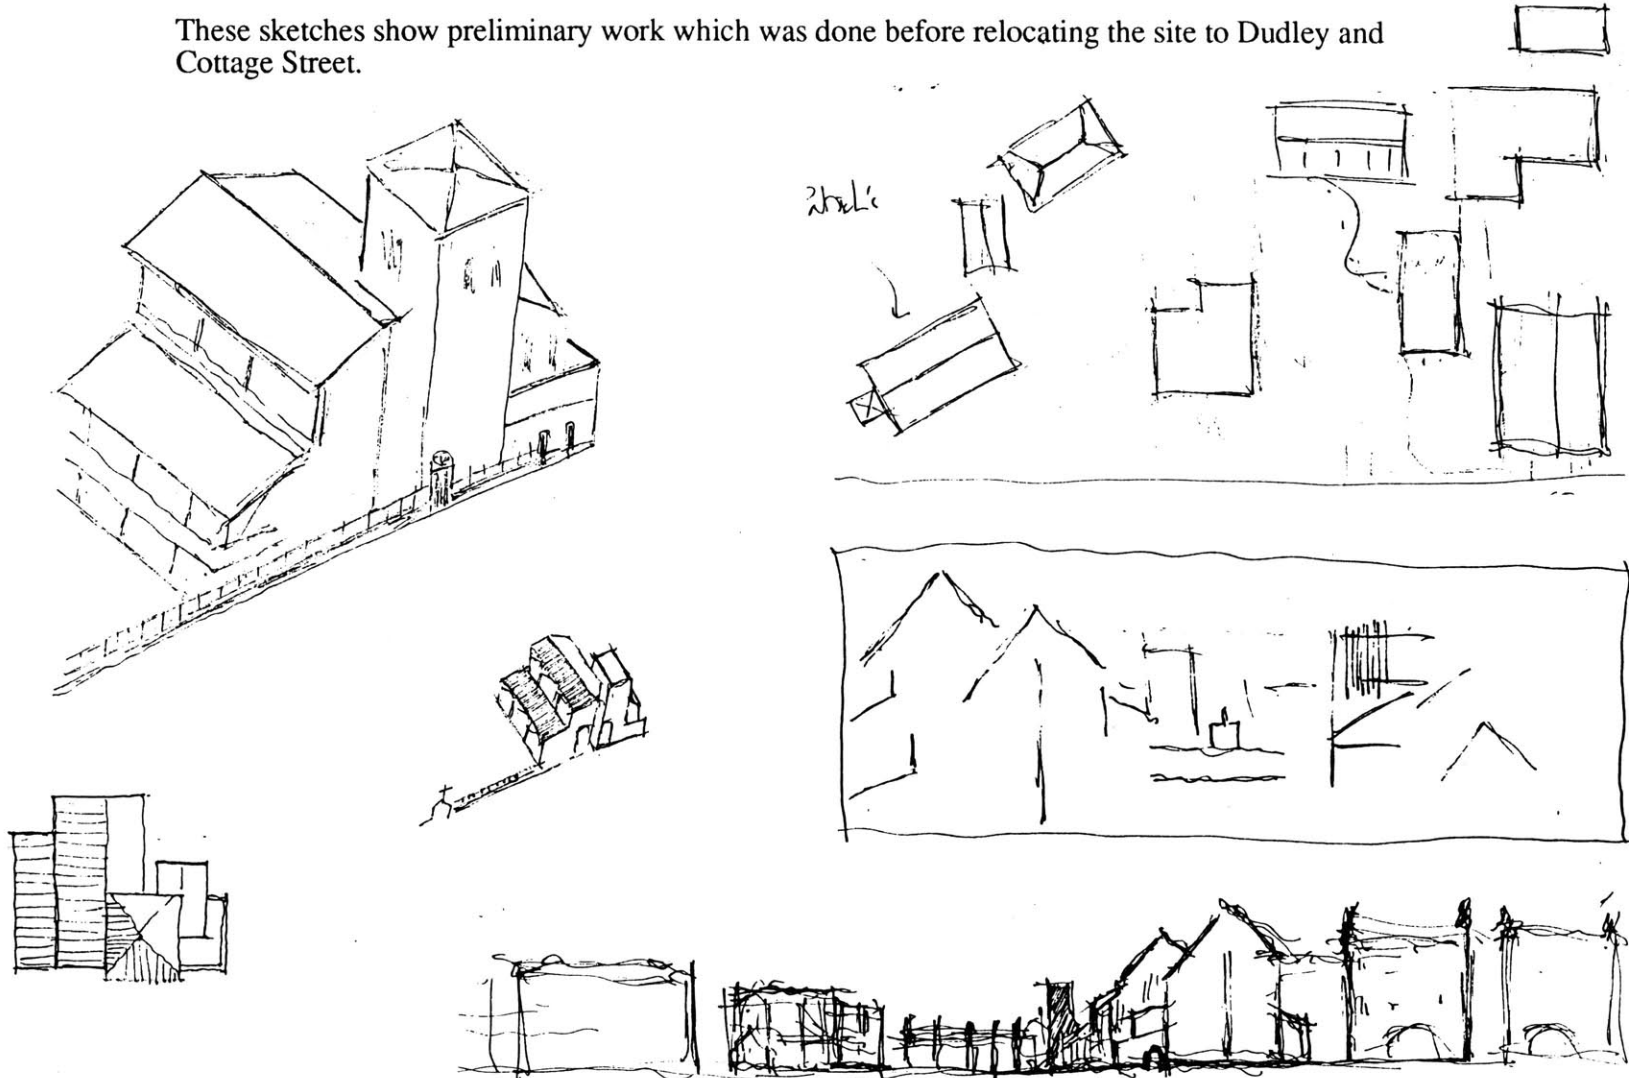 These sketches show preliminary work which was done before relocating the site to Dudley and
Cottage Street.